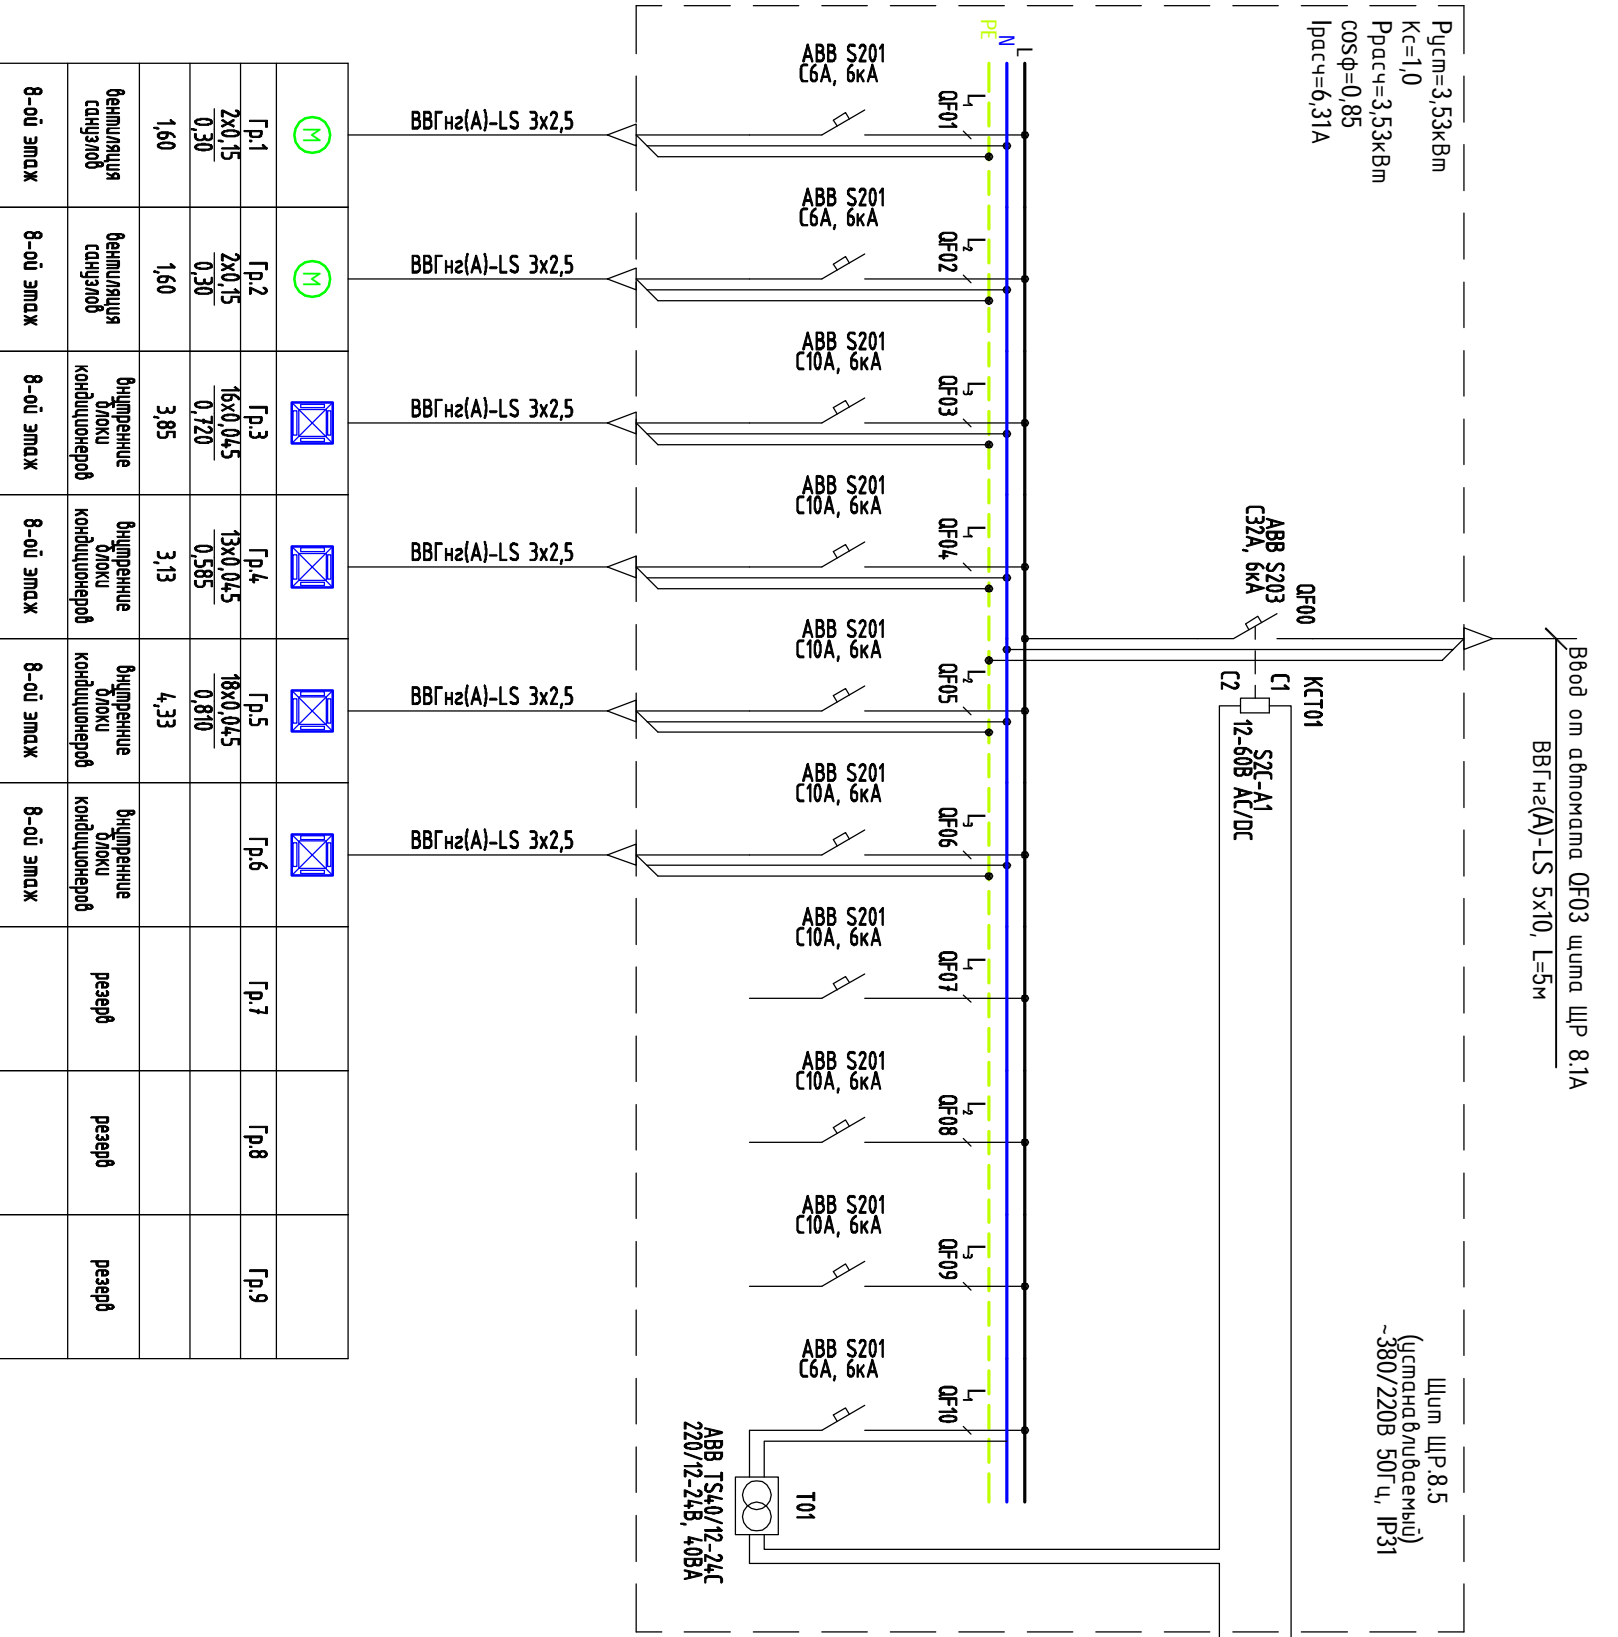 Ввод от автомата QF03 щита ЩР 8.1А
ВВГнг(А)-LS 5х10, L=5м
Руст=3,53кВт
Кс=1,0
Ррасч=3,53кВт
cosφ=0,85
Iрасч=6,31А
Щит ЩР.8.5
(устанавливаемый)
~380/220В 50Гц, IP31
QF00
ABB S203
C32A, 6кА
КСТ01
C1
C2
S2C-A1
12-60В AC/DC
L
N
PE
L1
QF01
ABB S201
C6A, 6кА
L2
QF02
ABB S201
C6A, 6кА
L3
QF03
ABB S201
C10A, 6кА
L1
QF04
ABB S201
C10A, 6кА
L2
QF05
ABB S201
C10A, 6кА
L3
QF06
ABB S201
C10A, 6кА
L1
QF07
ABB S201
C10A, 6кА
L2
QF08
ABB S201
C10A, 6кА
L3
QF09
ABB S201
C10A, 6кА
L1
QF10
ABB S201
C6A, 6кА
T01
ABB TS40/12-24C
220/12-24В, 40ВА
ВВГнг(А)-LS 3х2,5
ВВГнг(А)-LS 3х2,5
ВВГнг(А)-LS 3х2,5
ВВГнг(А)-LS 3х2,5
ВВГнг(А)-LS 3х2,5
ВВГнг(А)-LS 3х2,5
М
М
Гр.1
Гр.2
Гр.3
Гр.4
Гр.5
Гр.6
Гр.7
Гр.8
Гр.9
2х0,15
0,30
2х0,15
0,30
16х0,045
0,720
13х0,045
0,585
18х0,045
0,810
1,60
1,60
3,85
3,13
4,33
вентиляция
санузлов
вентиляция
санузлов
внутренние
блоки
кондиционеров
внутренние
блоки
кондиционеров
внутренние
блоки
кондиционеров
внутренние
блоки
кондиционеров
резерв
резерв
резерв
8-ой этаж
8-ой этаж
8-ой этаж
8-ой этаж
8-ой этаж
8-ой этаж